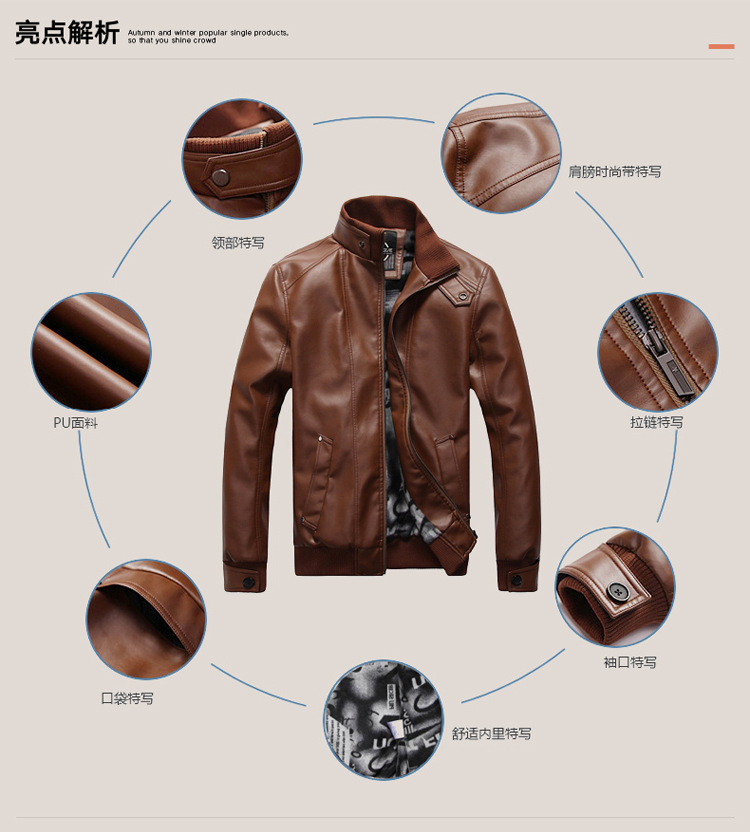 亮点解析
Autumn and winter popular single products,
so that you shine crowd
领部特写
肩膀时尚带特写
PU面料
拉链特写
口袋特写
袖口特写
舒适内里特写